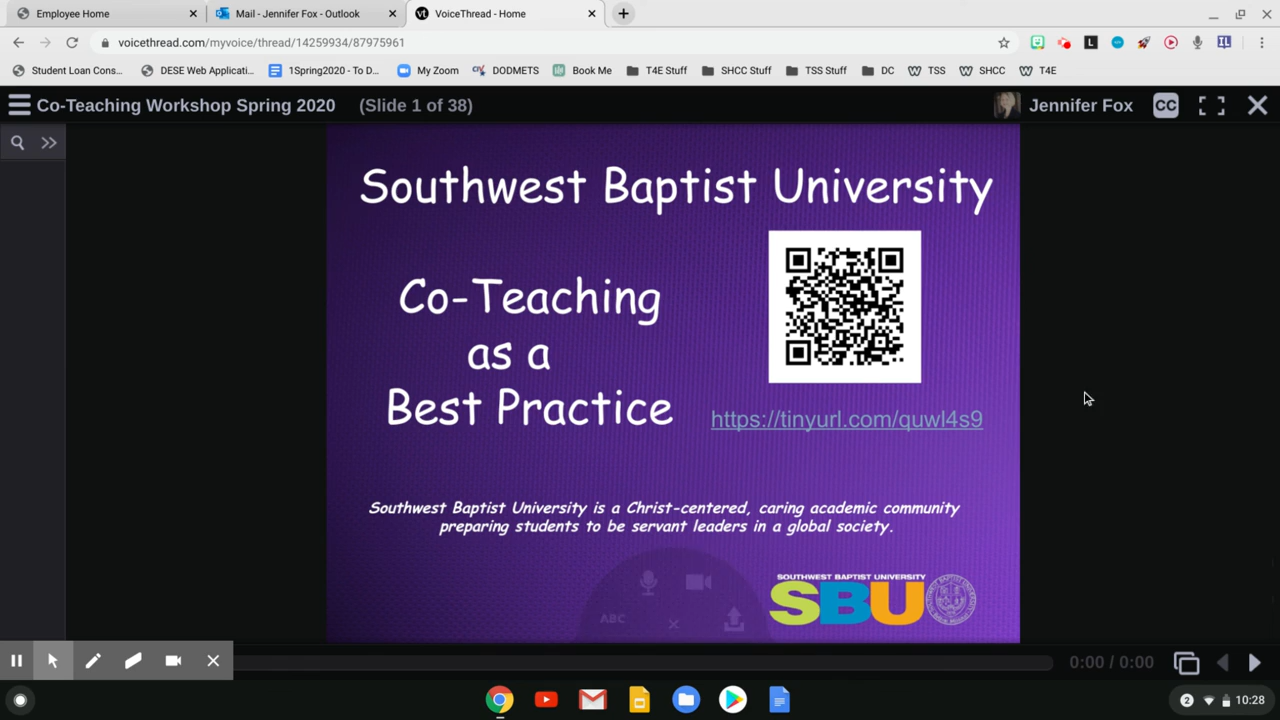 Employee Home
Mail - Jennifer Fox - Outlook
VoiceThread - Home
voicethread.com/myvoice/thread/14259934/87975961
Student Loan Cons...
DESE Web Applicati...
1Spring2020 - To D...
My Zoom
DODMETS
Book Me
T4E Stuff
SHCC Stuff
TSS Stuff
DC
TSS
SHCC
T4E
Co-Teaching Workshop Spring 2020 (Slide 1 of 38)
Jennifer Fox
CC
Southwest Baptist University
Co-Teaching
as a
Best Practice
https://tinyurl.com/quwl4s9
Southwest Baptist University is a Christ-centered, caring academic community
preparing students to be servant leaders in a global society.
ABC
SOUTHWEST BAPTIST UNIVERSITY
SBU
0:00 / 0:00
2
10:28